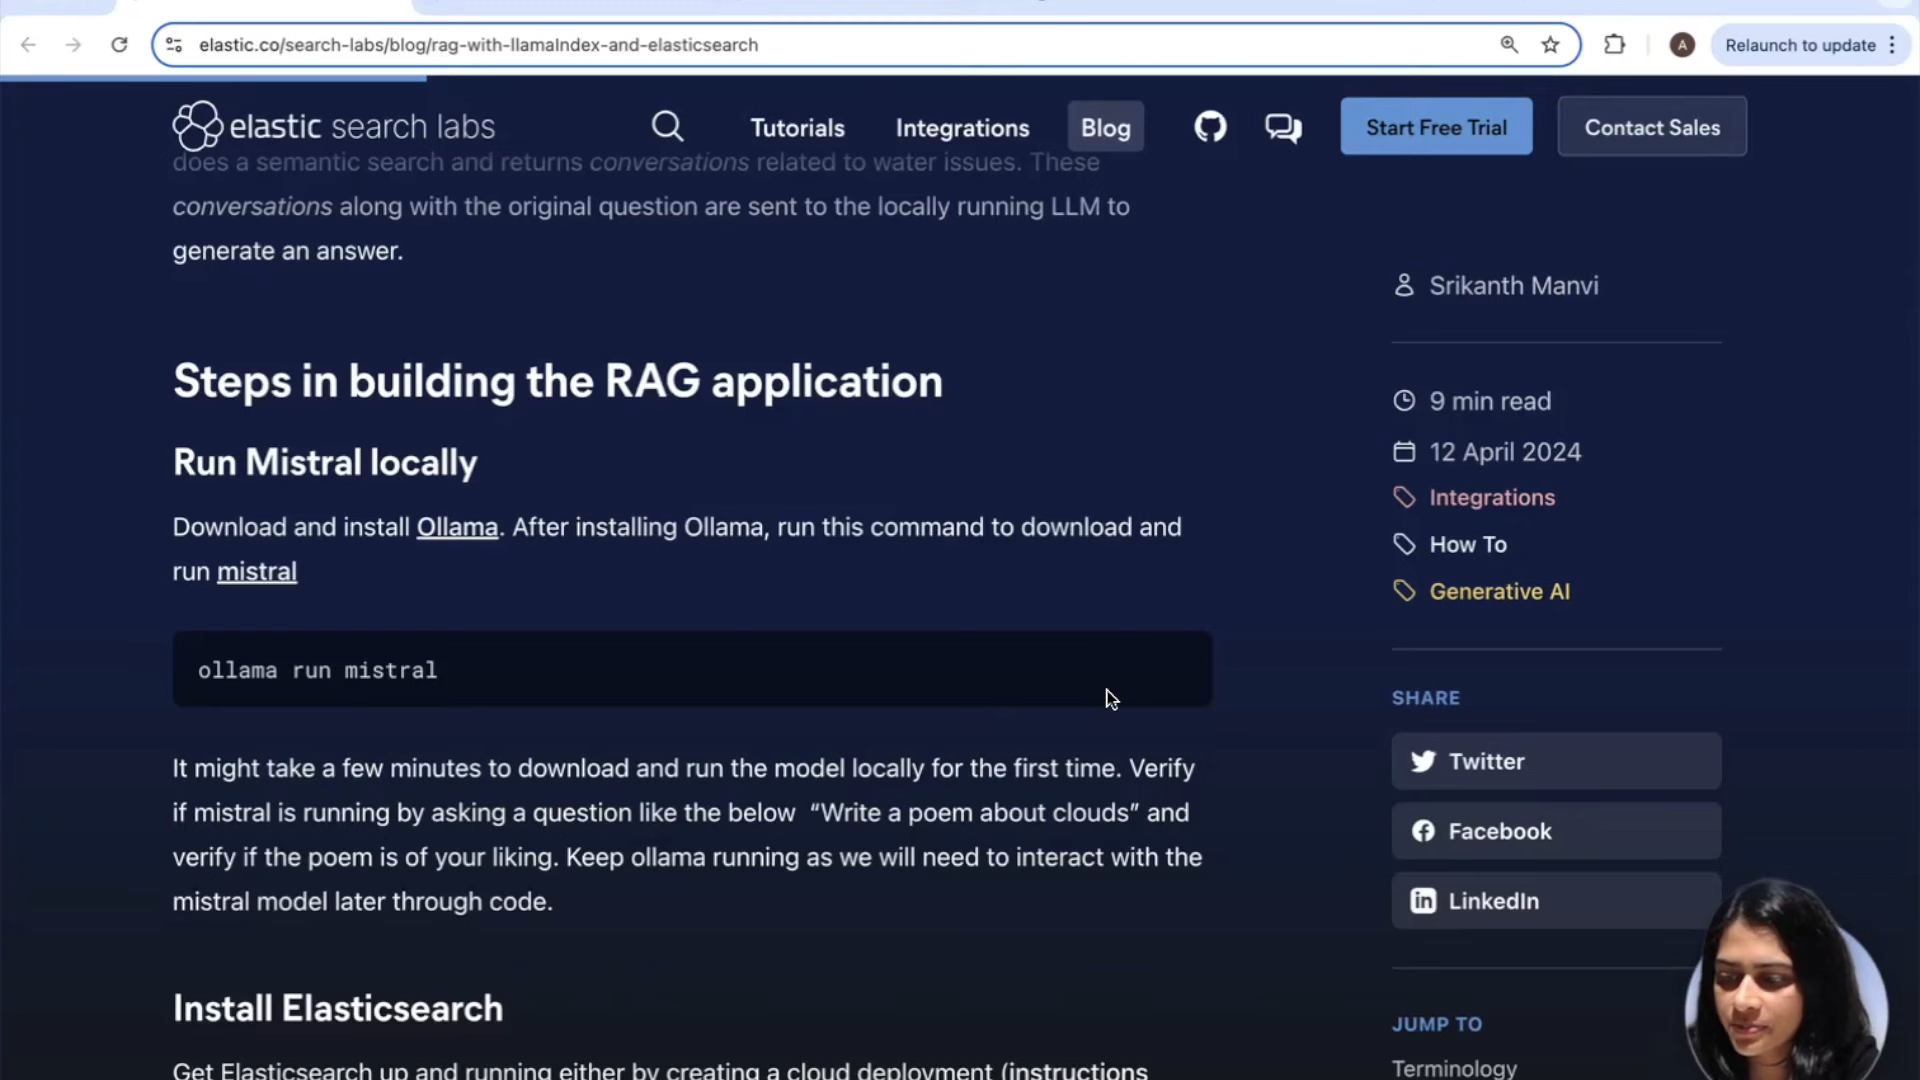 elastic.co/search-labs/blog/rag-with-llamaIndex-and-elasticsearch
A
Relaunch to update
elastic search labs
Tutorials
Integrations
Blog
Start Free Trial
Contact Sales
does a semantic search and returns conversations related to water issues. These
conversations along with the original question are sent to the locally running LLM to
generate an answer.
Steps in building the RAG application
Run Mistral locally
Download and install Ollama. After installing Ollama, run this command to download and
run mistral
ollama run mistral
It might take a few minutes to download and run the model locally for the first time. Verify
if mistral is running by asking a question like the below “Write a poem about clouds” and
verify if the poem is of your liking. Keep ollama running as we will need to interact with the
mistral model later through code.
Install Elasticsearch
Get Elasticsearch up and running either by creating a cloud deployment (instructions
Srikanth Manvi
9 min read
12 April 2024
Integrations
How To
Generative AI
SHARE
Twitter
Facebook
LinkedIn
JUMP TO
Terminology